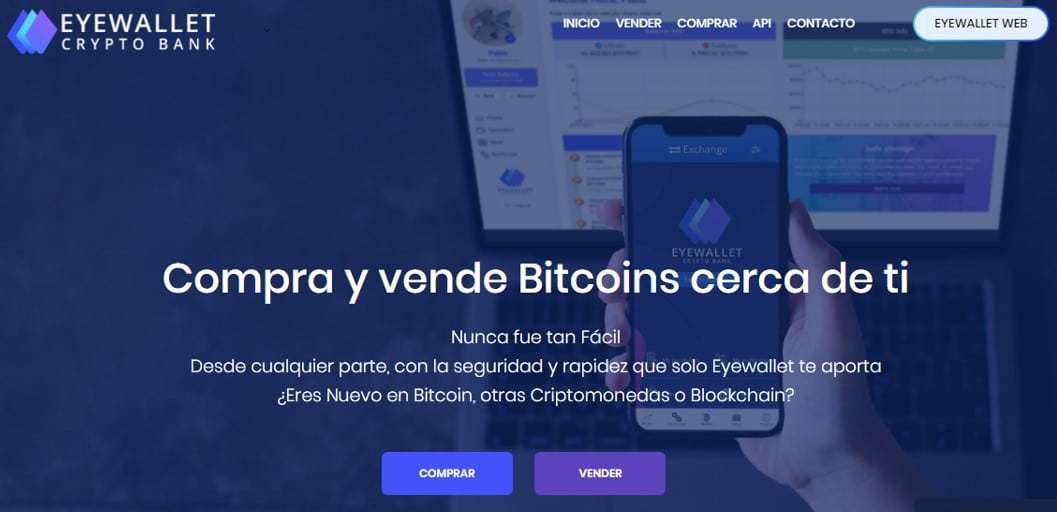 EYEWALLET
CRYPTO BANK
INICIO VENDER COMPRAR API CONTACTO
EYEWALLET WEB
Exchange
EYEWALLET
CRYPTO BANK
Compra y vende Bitcoins cerca de ti
Nunca fue tan Fácil
Desde cualquier parte, con la seguridad y rapidez que solo Eyewallet te aporta
¿Eres Nuevo en Bitcoin, otras Criptomonedas o Blockchain?
COMPRAR VENDER